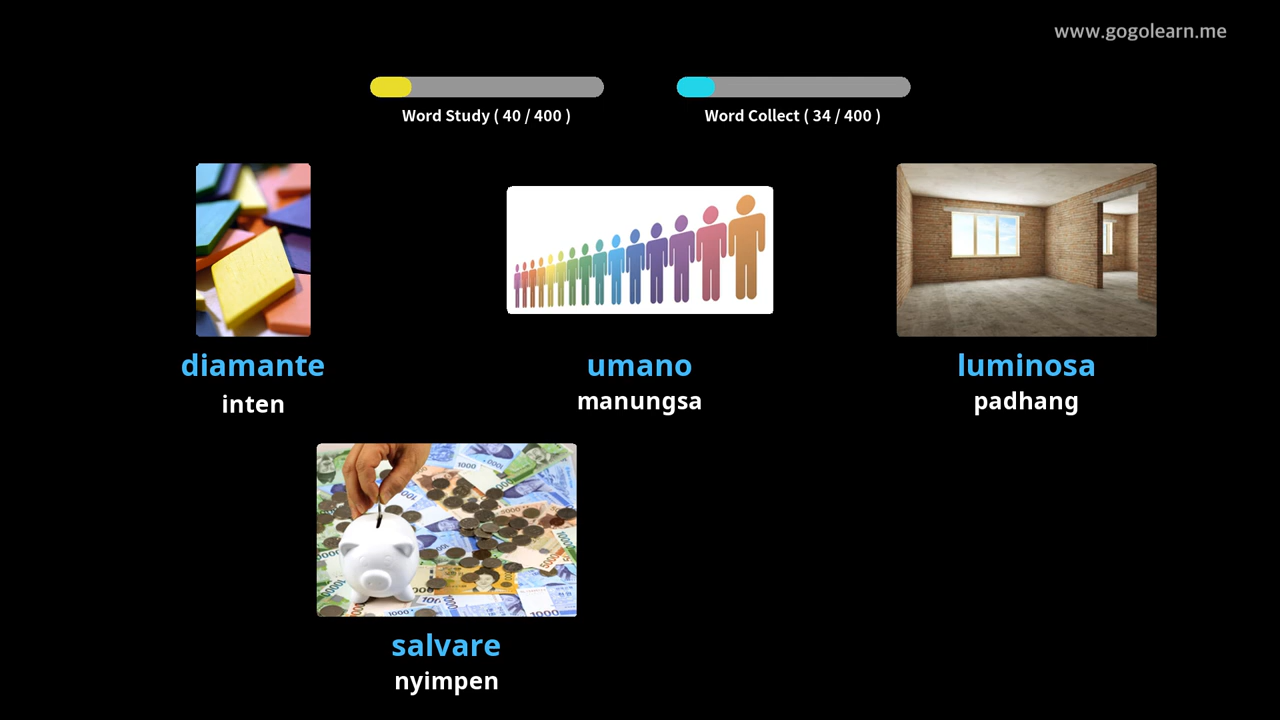 www.gogolearn.me
Word Study ( 40 / 400 )
Word Collect ( 34 / 400 )
diamante
inten
umano
manungsa
luminosa
padhang
salvare
nyimpen